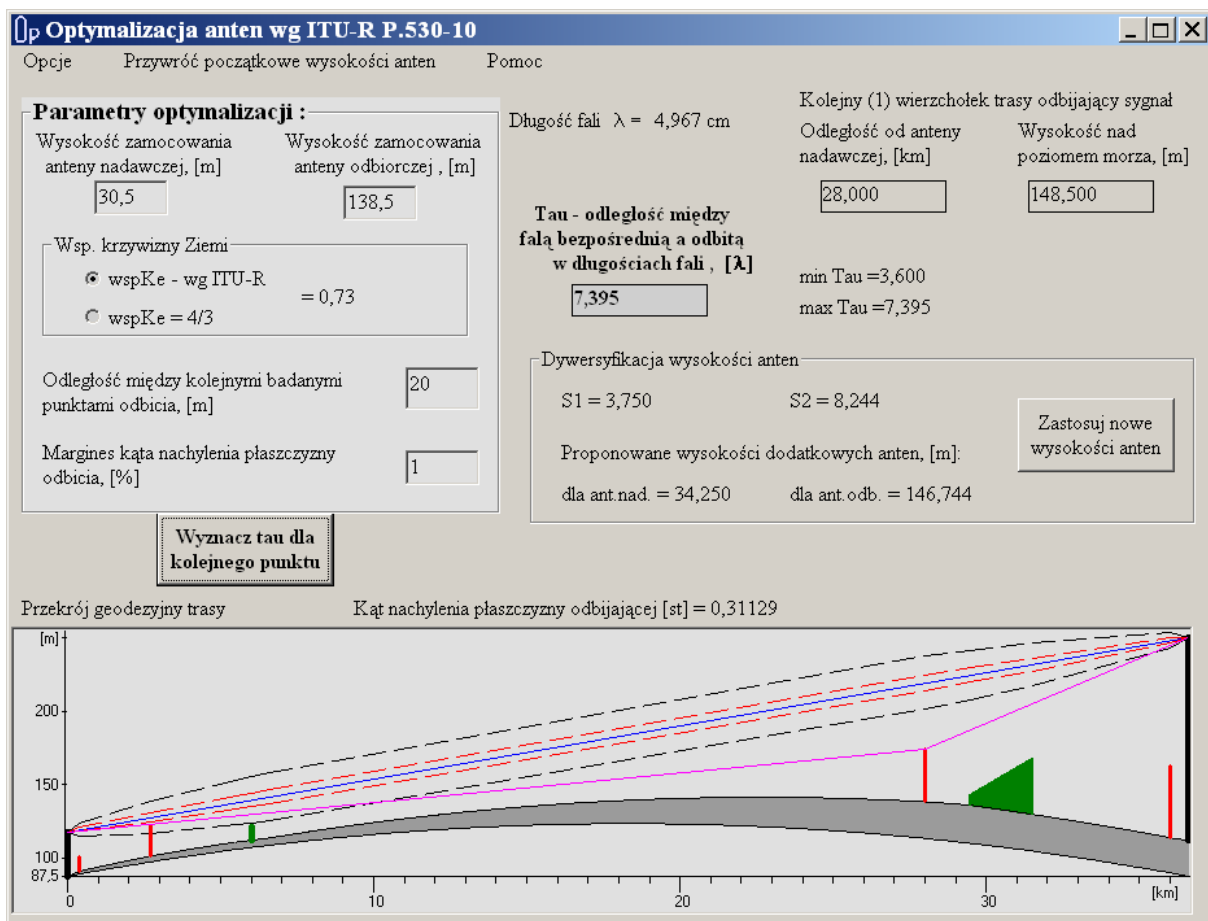 Op Optymalizacja anten wg ITU-R P.530-10
Opcje Przywróć początkowe wysokości anten Pomoc
Parametry optymalizacji :
Wysokość zamocowania anteny nadawczej, [m]
30,5
Wysokość zamocowania anteny odbiorczej , [m]
138,5
Wsp. krzywizny Ziemi
wspKe - wg ITU-R
wspKe = 4/3
= 0,73
Odległość między kolejnymi badanymi
punktami odbicia, [m]
20
Margines kąta nachylenia płaszczyzny
odbicia, [%]
1
Wyznacz tau dla
kolejnego punktu
Długość fali λ = 4,967 cm
Tau - odległość między
falą bezpośrednią a odbitą
w długościach fali , [λ]
7,395
Kolejny (1) wierzchołek trasy odbijający sygnał
Odległość od anteny
nadawczej, [km]
28,000
Wysokość nad
poziomem morza, [m]
148,500
min Tau =3,600
max Tau =7,395
Dywersyfikacja wysokości anten
S1 = 3,750 S2 = 8,244
Proponowane wysokości dodatkowych anten, [m]:
dla ant.nad. = 34,250 dla ant.odb. = 146,744
Zastosuj nowe
wysokości anten
Przekrój geodezyjny trasy Kąt nachylenia płaszczyzny odbijającej [st] = 0,31129
[m]
200
150
100
87,5
0 10 20 30 [km]